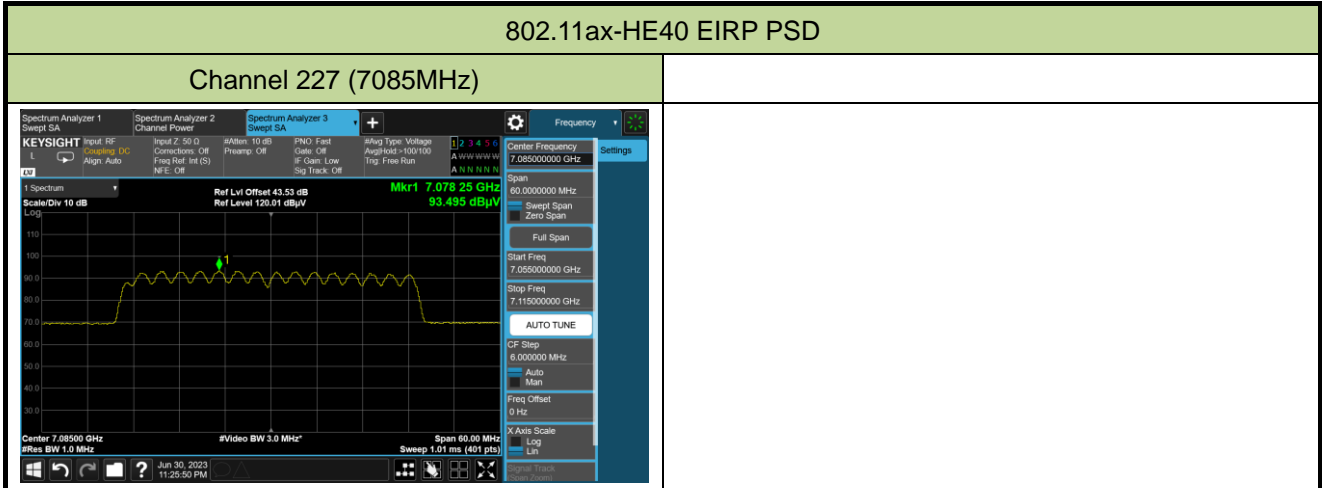 802.11ax-HE40 EIRP PSD
Channel 227 (7085MHz)
Spectrum Analyzer 1
Swept SA
Spectrum Analyzer 2
Channel Power
Spectrum Analyzer 3
Swept SA
Frequency
KEYSIGHT
L
Input: RF
Coupling: DC
Align: Auto
Input Z: 50 Ω
Corrections: Off
Freq Ref: Int (S)
NFE: Off
#Atten: 10 dB
Preamp: Off
PNO: Fast
Gate: Off
IF Gain: Low
Sig Track: Off
#Avg Type: Voltage
Avg|Hold:>100/100
Trig: Free Run
1 2 3 4 5 6
A W W W W W
A N N N N N
LXI
1 Spectrum
Scale/Div 10 dB
Log
Ref Lvl Offset 43.53 dB
Ref Level 120.01 dBµV
Mkr1 7.078 25 GHz
93.495 dBµV
110
100
90.0
80.0
70.0
60.0
50.0
40.0
30.0
1
Center 7.08500 GHz
#Res BW 1.0 MHz
#Video BW 3.0 MHz*
Span 60.00 MHz
Sweep 1.01 ms (401 pts)
Center Frequency
7.085000000 GHz
Settings
Span
60.0000000 MHz
Swept Span
Zero Span
Full Span
Start Freq
7.055000000 GHz
Stop Freq
7.115000000 GHz
AUTO TUNE
CF Step
6.000000 MHz
Auto
Man
Freq Offset
0 Hz
X Axis Scale
Log
Lin
Signal Track
(Span Zoom)
?
Jun 30, 2023
11:25:50 PM